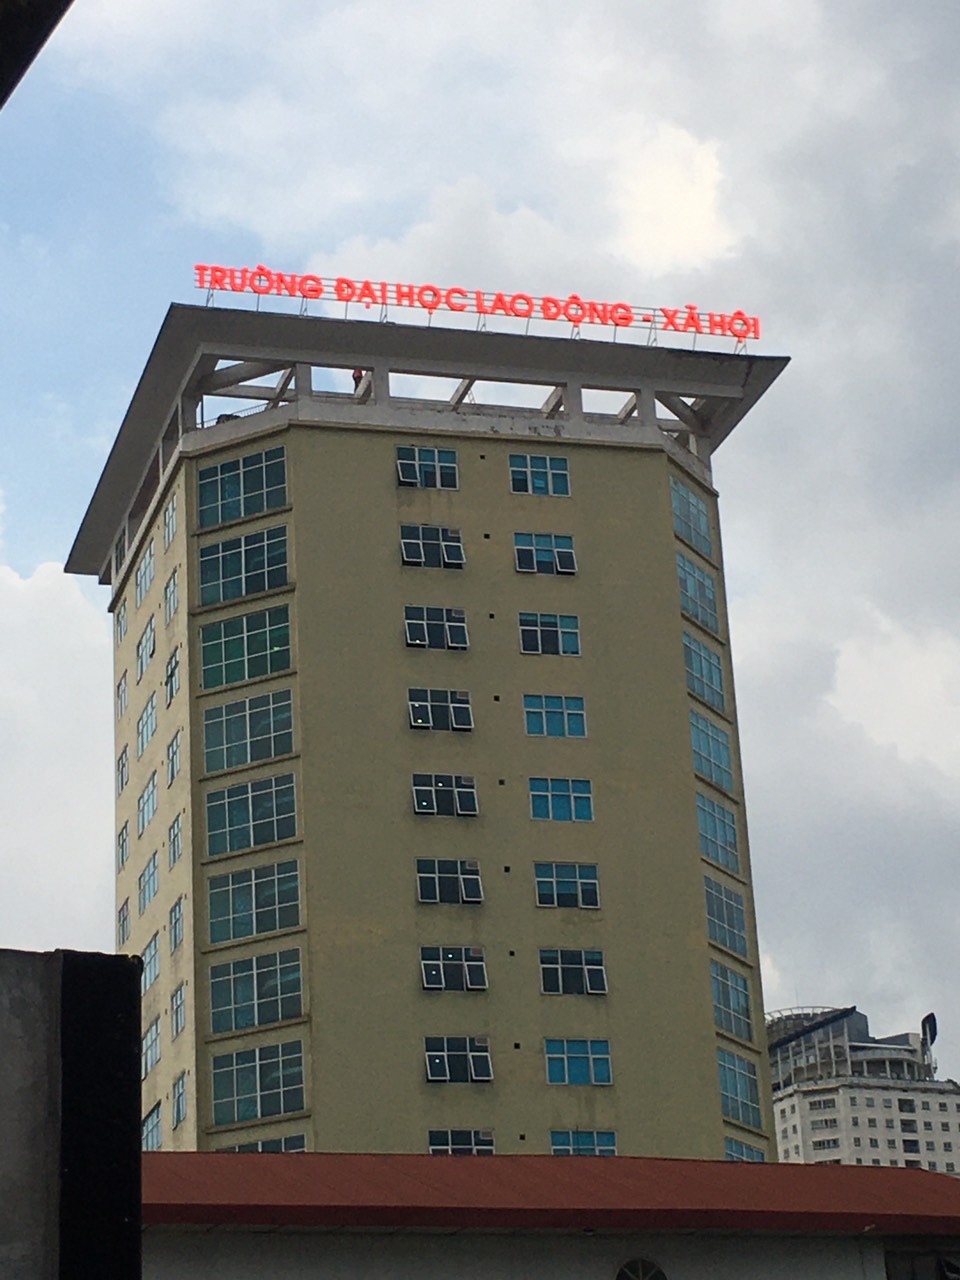 TRƯỜNG ĐẠI HỌC LAO ĐỘNG - XÃ HỘI